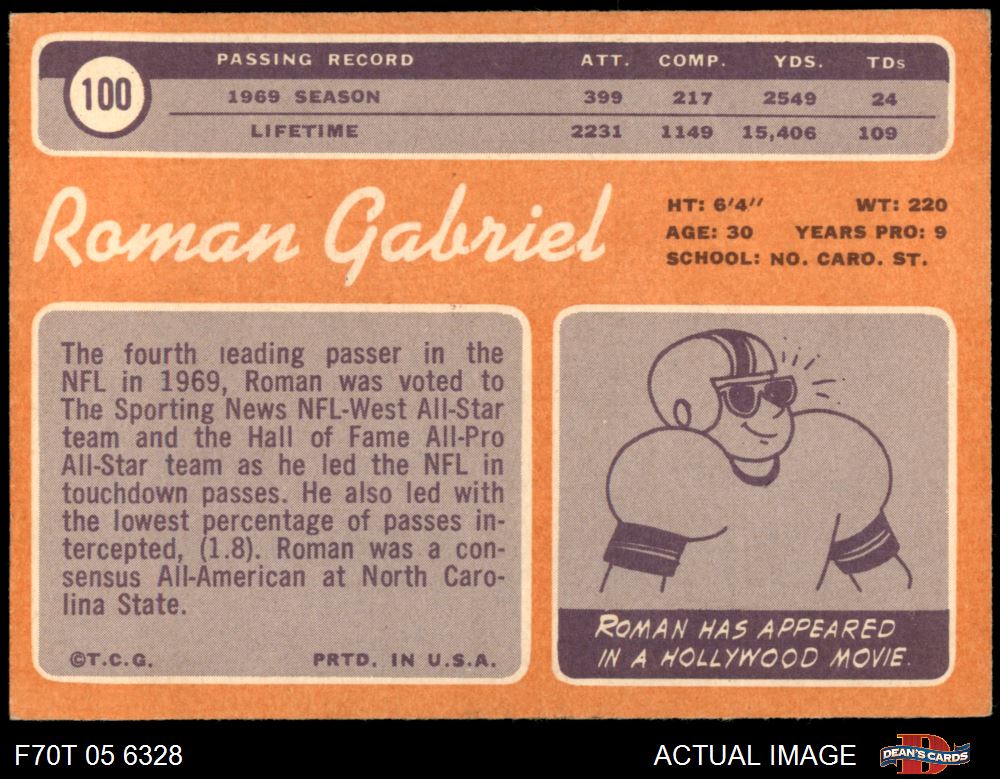 100
PASSING RECORD ATT. COMP. YDS. TDs
1969 SEASON 399 217 2549 24
LIFETIME 2231 1149 15,406 109
Roman Gabriel
HT: 6'4" WT: 220
AGE: 30 YEARS PRO: 9
SCHOOL: NO. CARO. ST.
The fourth leading passer in the
NFL in 1969, Roman was voted to
The Sporting News NFL-West All-Star
team and the Hall of Fame All-Pro
All-Star team as he led the NFL in
touchdown passes. He also led with
the lowest percentage of passes in-
tercepted, (1.8). Roman was a con-
sensus All-American at North Caro-
lina State.
©T.C.G. PRTD. IN U.S.A.
ROMAN HAS APPEARED
IN A HOLLYWOOD MOVIE.
F70T 05 6328 ACTUAL IMAGE DEAN'S CARDS